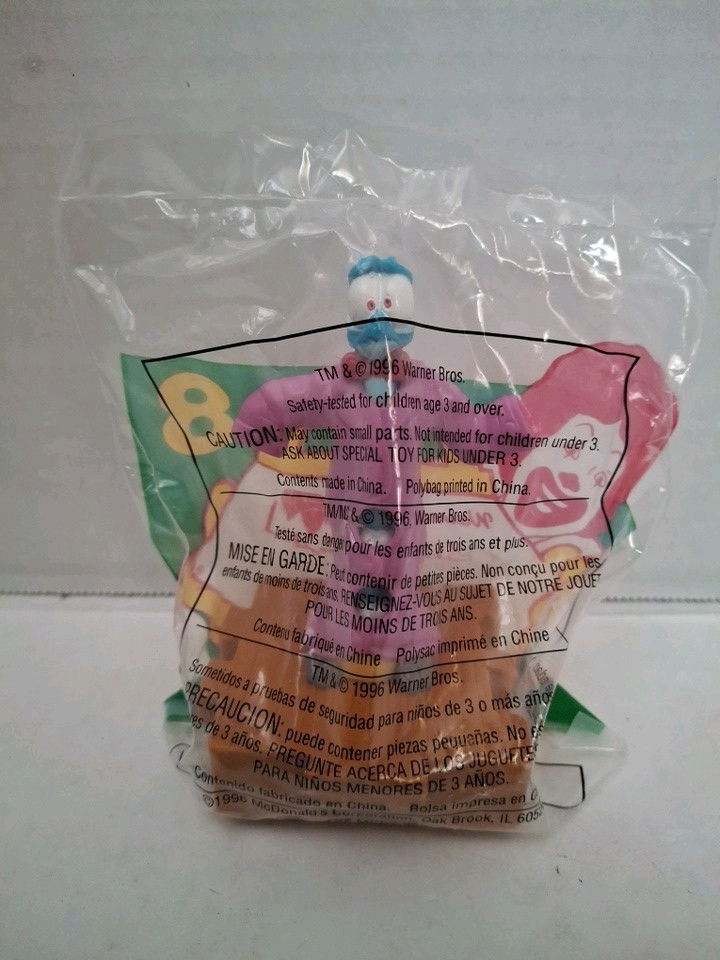 8
TM & © 1996 Warner Bros.
Safety-tested for children age 3 and over.
CAUTION: May contain small parts. Not intended for children under 3.
ASK ABOUT SPECIAL TOY FOR KIDS UNDER 3.
Contents made in China. Polybag printed in China.
TM/MC & © 1996, Warner Bros.
Testé sans danger pour les enfants de trois ans et plus.
MISE EN GARDE: Peut contenir de petites pièces. Non conçu pour les
enfants de moins de trois ans. RENSEIGNEZ-VOUS AU SUJET DE NOTRE JOUET
POUR LES MOINS DE TROIS ANS.
Contenu fabriqué en Chine Polysac imprimé en Chine
TM & © 1996 Warner Bros.
Sometidos a pruebas de seguridad para niños de 3 o más años
PRECAUCION: puede contener piezas pequeñas. No es
res de 3 años. PREGUNTE ACERCA DE LOS JUGUETES
PARA NIÑOS MENORES DE 3 AÑOS.
Contenido fabricado en China. Bolsa impresa en
©1996 McDonald's Corporation, Oak Brook, IL 605